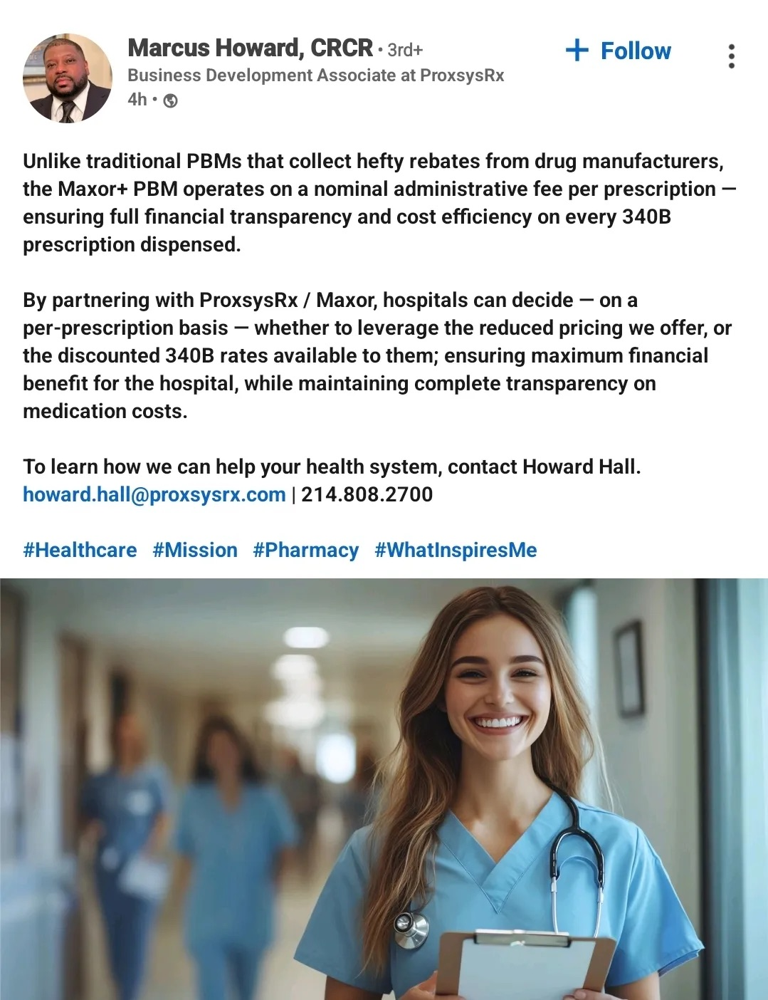 Marcus Howard, CRCR • 3rd+
+ Follow
Business Development Associate at ProxsysRx
4h •
Unlike traditional PBMs that collect hefty rebates from drug manufacturers,
the Maxor+ PBM operates on a nominal administrative fee per prescription —
ensuring full financial transparency and cost efficiency on every 340B
prescription dispensed.
By partnering with ProxsysRx / Maxor, hospitals can decide — on a
per-prescription basis — whether to leverage the reduced pricing we offer, or
the discounted 340B rates available to them; ensuring maximum financial
benefit for the hospital, while maintaining complete transparency on
medication costs.
To learn how we can help your health system, contact Howard Hall.
howard.hall@proxsysrx.com | 214.808.2700
#Healthcare #Mission #Pharmacy #WhatInspiresMe